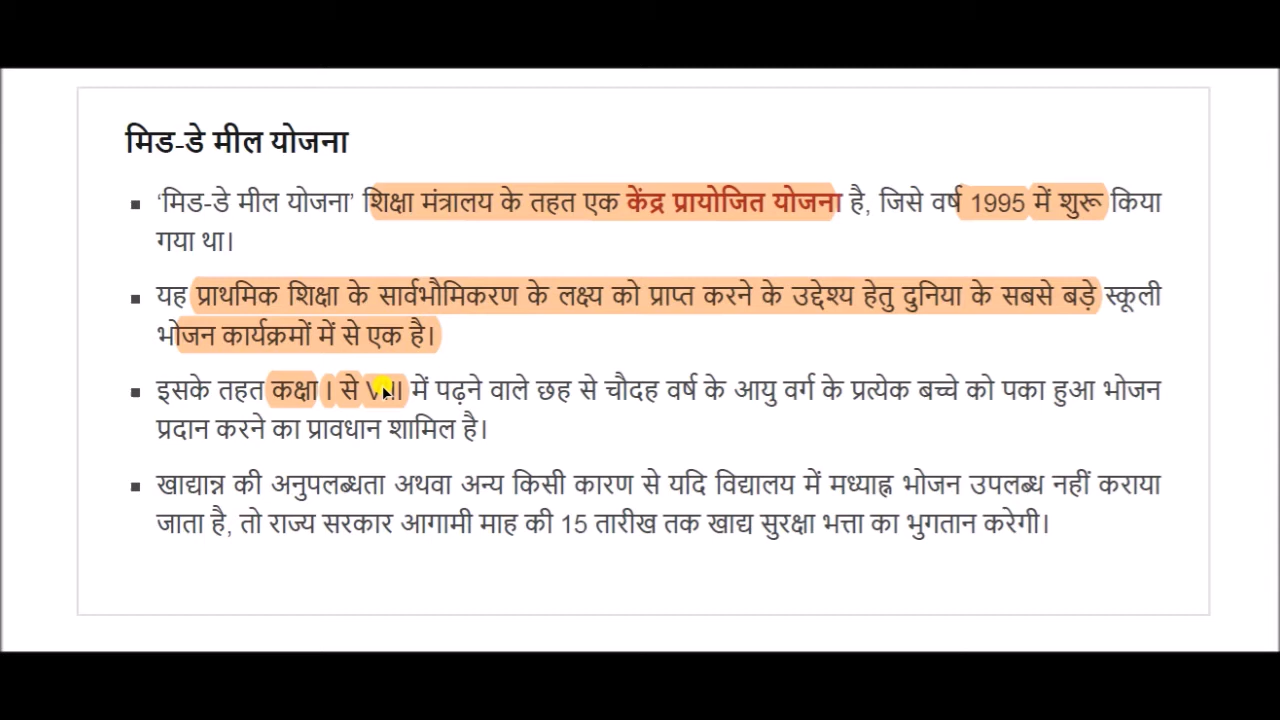 मिड-डे मील योजना
▪ ‘मिड-डे मील योजना’ शिक्षा मंत्रालय के तहत एक केंद्र प्रायोजित योजना है, जिसे वर्ष 1995 में शुरू किया
गया था।
▪ यह प्राथमिक शिक्षा के सार्वभौमिकरण के लक्ष्य को प्राप्त करने के उद्देश्य हेतु दुनिया के सबसे बड़े स्कूली
भोजन कार्यक्रमों में से एक है।
▪ इसके तहत कक्षा I से VIII में पढ़ने वाले छह से चौदह वर्ष के आयु वर्ग के प्रत्येक बच्चे को पका हुआ भोजन
प्रदान करने का प्रावधान शामिल है।
▪ खाद्यान्न की अनुपलब्धता अथवा अन्य किसी कारण से यदि विद्यालय में मध्याह्न भोजन उपलब्ध नहीं कराया
जाता है, तो राज्य सरकार आगामी माह की 15 तारीख तक खाद्य सुरक्षा भत्ता का भुगतान करेगी।